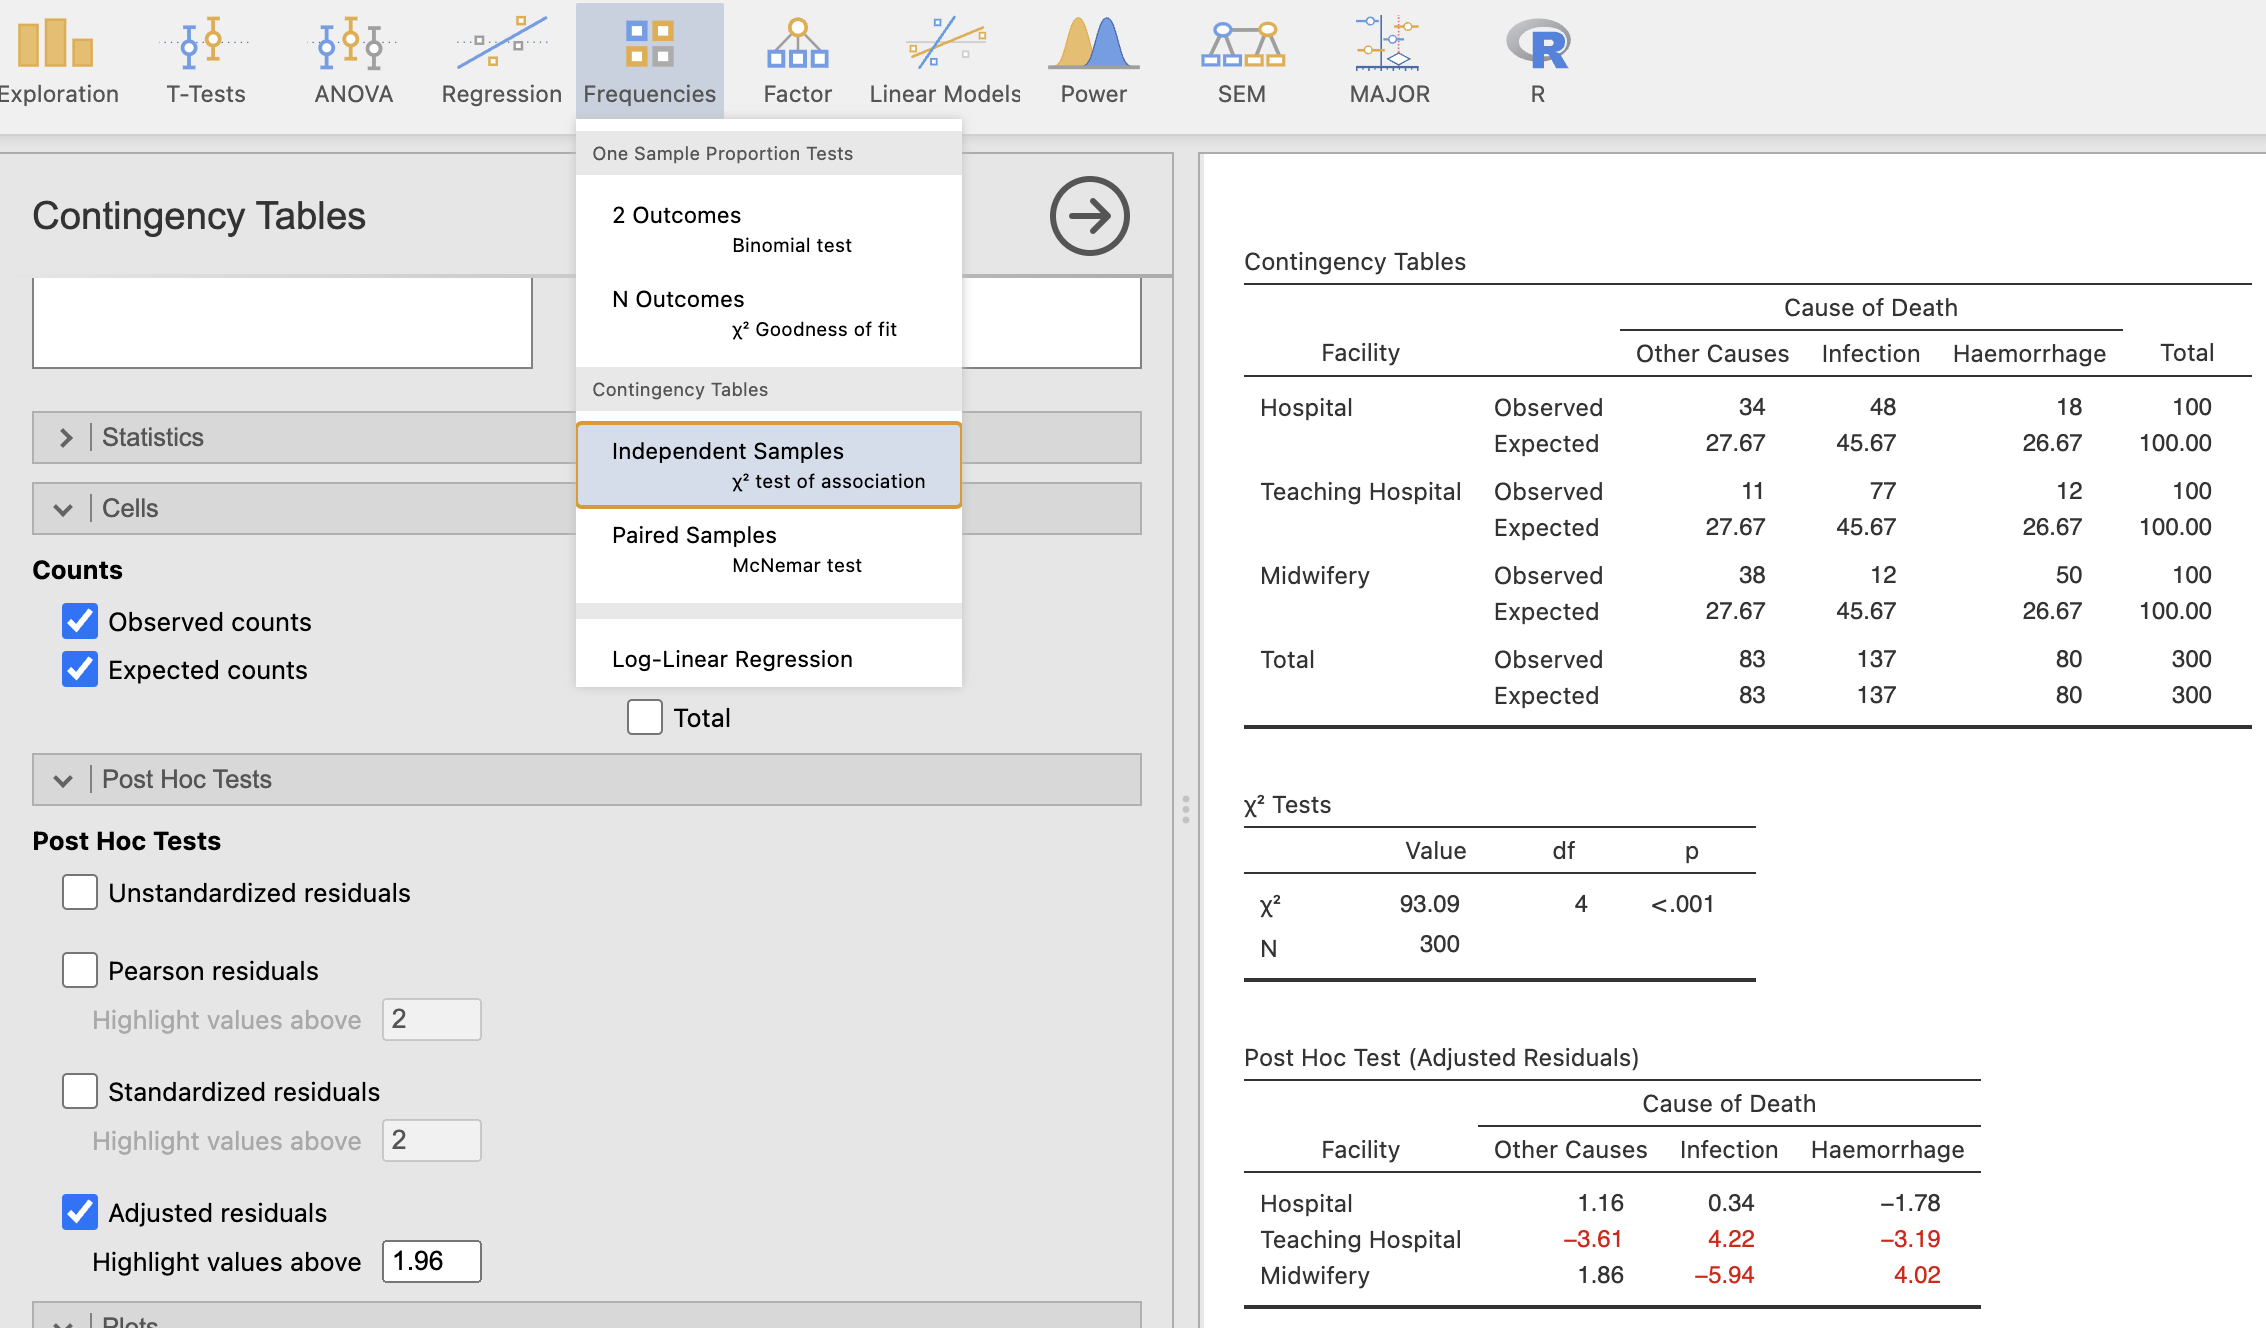 Exploration T-Tests ANOVA Regression Frequencies Factor Linear Models Power SEM MAJOR R
Contingency Tables
One Sample Proportion Tests
2 Outcomes
Binomial test
N Outcomes
χ² Goodness of fit
Contingency Tables
Independent Samples
χ² test of association
Paired Samples
McNemar test
Log-Linear Regression
Statistics
Cells
Counts
Observed counts
Expected counts
Total
Post Hoc Tests
Post Hoc Tests
Unstandardized residuals
Pearson residuals
Highlight values above 2
Standardized residuals
Highlight values above 2
Adjusted residuals
Highlight values above 1.96
Plots
Contingency Tables
Cause of Death
Facility Other Causes Infection Haemorrhage Total
Hospital Observed 34 48 18 100
Expected 27.67 45.67 26.67 100.00
Teaching Hospital Observed 11 77 12 100
Expected 27.67 45.67 26.67 100.00
Midwifery Observed 38 12 50 100
Expected 27.67 45.67 26.67 100.00
Total Observed 83 137 80 300
Expected 83 137 80 300
χ² Tests
Value df p
χ² 93.09 4 <.001
N 300
Post Hoc Test (Adjusted Residuals)
Cause of Death
Facility Other Causes Infection Haemorrhage
Hospital 1.16 0.34 −1.78
Teaching Hospital −3.61 4.22 −3.19
Midwifery 1.86 −5.94 4.02